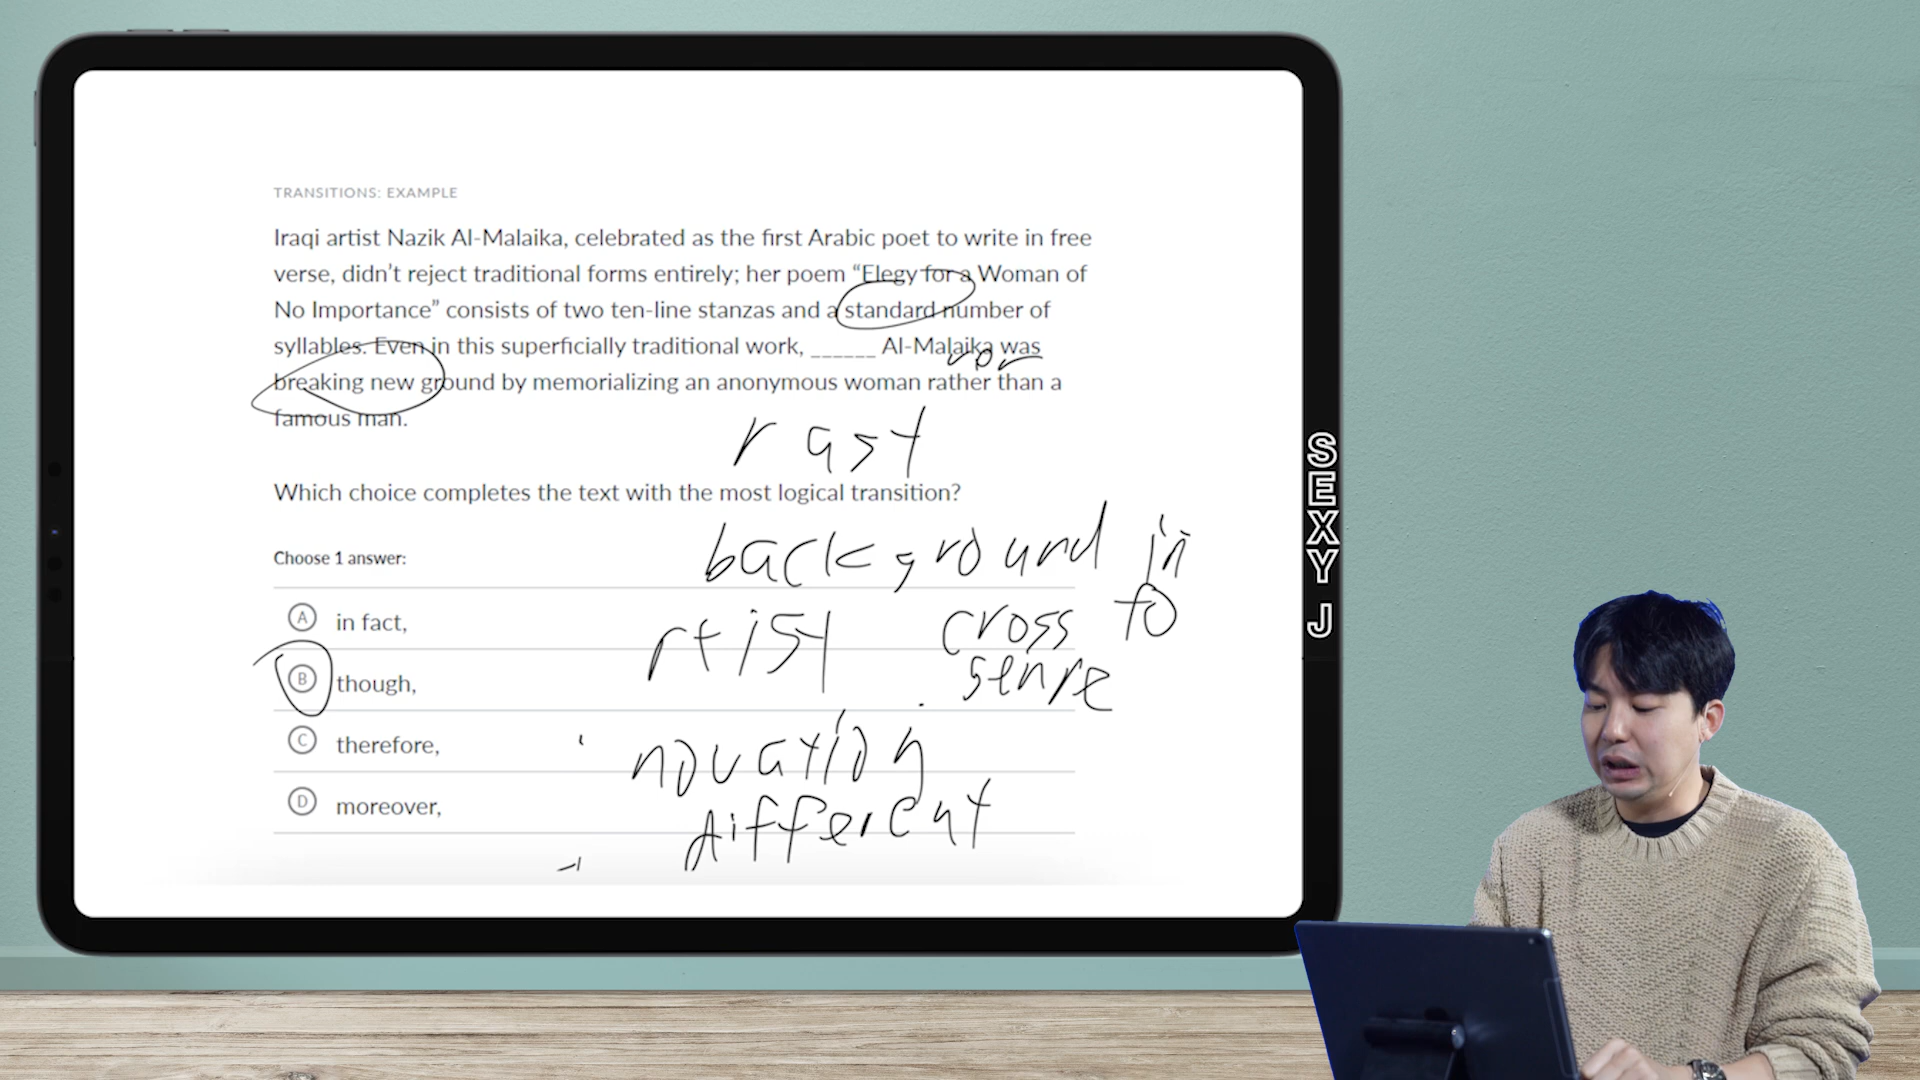 TRANSITIONS: EXAMPLE
Iraqi artist Nazik Al-Malaika, celebrated as the first Arabic poet to write in free
verse, didn’t reject traditional forms entirely; her poem “Elegy for a Woman of
No Importance” consists of two ten-line stanzas and a standard number of
syllables. Even in this superficially traditional work, ______ Al-Malaika was
breaking new ground by memorializing an anonymous woman rather than a
famous man.
Which choice completes the text with the most logical transition?
Choose 1 answer:
A in fact,
B though,
C therefore,
D moreover,
background in
cross to
novation
different
SEXY J